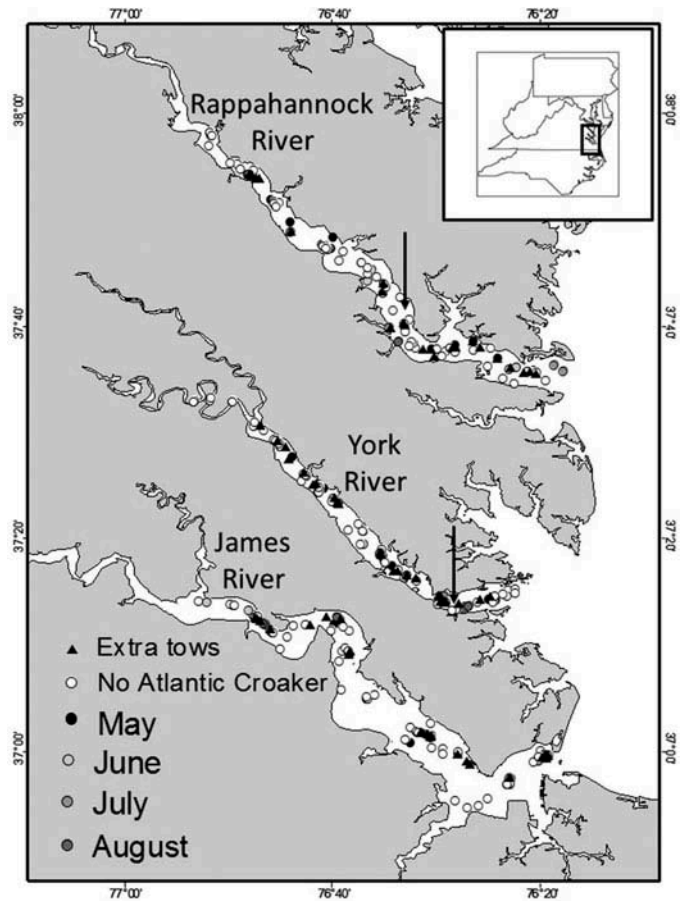 77°00' 76°40' 76°20'
38°00' 38°00'
Rappahannock
River
37°40' 37°40'
York
River
37°20' 37°20'
James
River
Extra tows
No Atlantic Croaker
May
June
July
August
37°00' 37°00'
77°00' 76°40' 76°20'